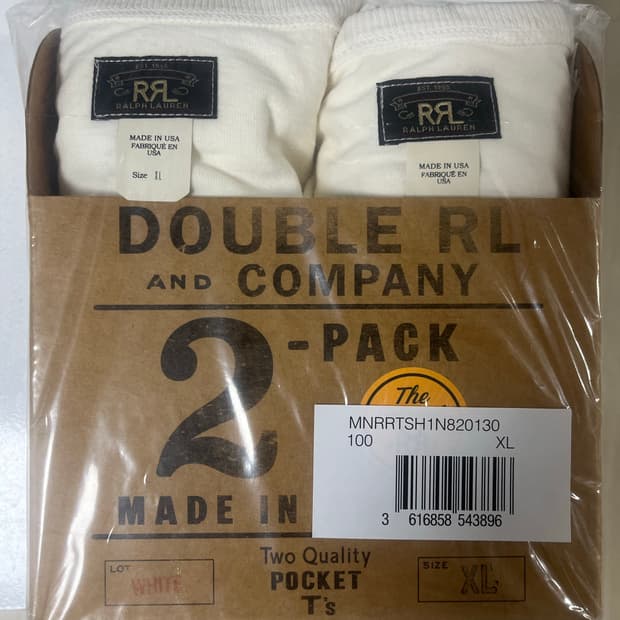 EST. 1993
RRL
RALPH LAUREN
MADE IN USA
FABRIQUÉ EN
USA
Size XL
EST. 1993
RRL
RALPH LAUREN
MADE IN USA
FABRIQUÉ EN
USA
DOUBLE RL
AND COMPANY
2-PACK
The
MADE IN
MNRRTSH1N820130
100 XL
3 616858 543896
Two Quality
POCKET
T's
LOT
WHITE
SIZE
XL